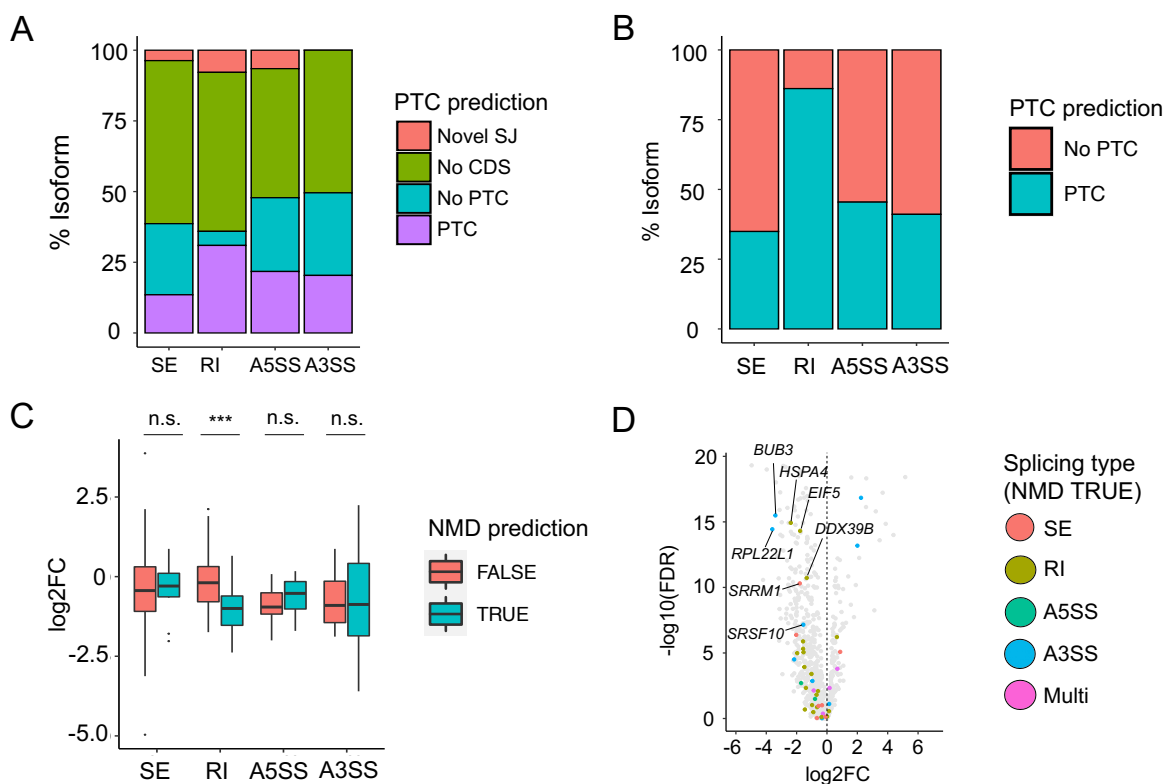 A
100
75
50
25
0
% Isoform
SE RI A5SS A3SS
PTC prediction
Novel SJ
No CDS
No PTC
PTC
B
100
75
50
25
0
% Isoform
SE RI A5SS A3SS
PTC prediction
No PTC
PTC
C
n.s. *** n.s. n.s.
2.5
0
-2.5
-5.0
log2FC
SE RI A5SS A3SS
NMD prediction
FALSE
TRUE
D
20
15
10
5
0
-log10(FDR)
BUB3
HSPA4
EIF5
DDX39B
RPL22L1
SRRM1
SRSF10
-6 -4 -2 0 2 4 6
log2FC
Splicing type
(NMD TRUE)
SE
RI
A5SS
A3SS
Multi